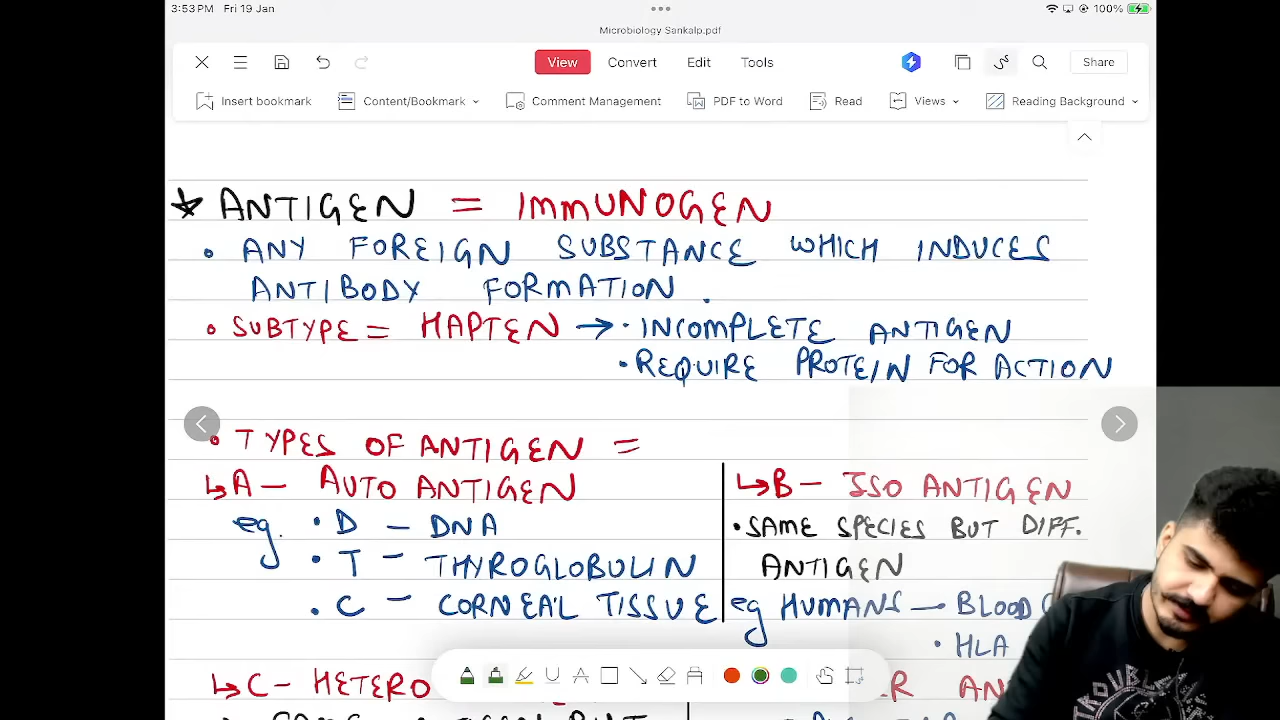 3:53 PM Fri 19 Jan
100%
Microbiology Sankalp.pdf
View Convert Edit Tools
Share
Insert bookmark Content/Bookmark Comment Management PDF to Word Read Views Reading Background
★ ANTIGEN = IMMUNOGEN
• ANY FOREIGN SUBSTANCE WHICH INDUCES
ANTIBODY FORMATION.
• SUBTYPE = HAPTEN → • INCOMPLETE ANTIGEN
• REQUIRE PROTEIN FOR ACTION
• TYPES OF ANTIGEN =
↳ A - AUTO ANTIGEN
eg. • D - DNA
• T - THYROGLOBULIN
• C - CORNEAL TISSUE
↳ B - ISO ANTIGEN
• SAME SPECIES BUT DIFF.
ANTIGEN
eg HUMANS - BLOOD
• HLA
↳ C - HETERO